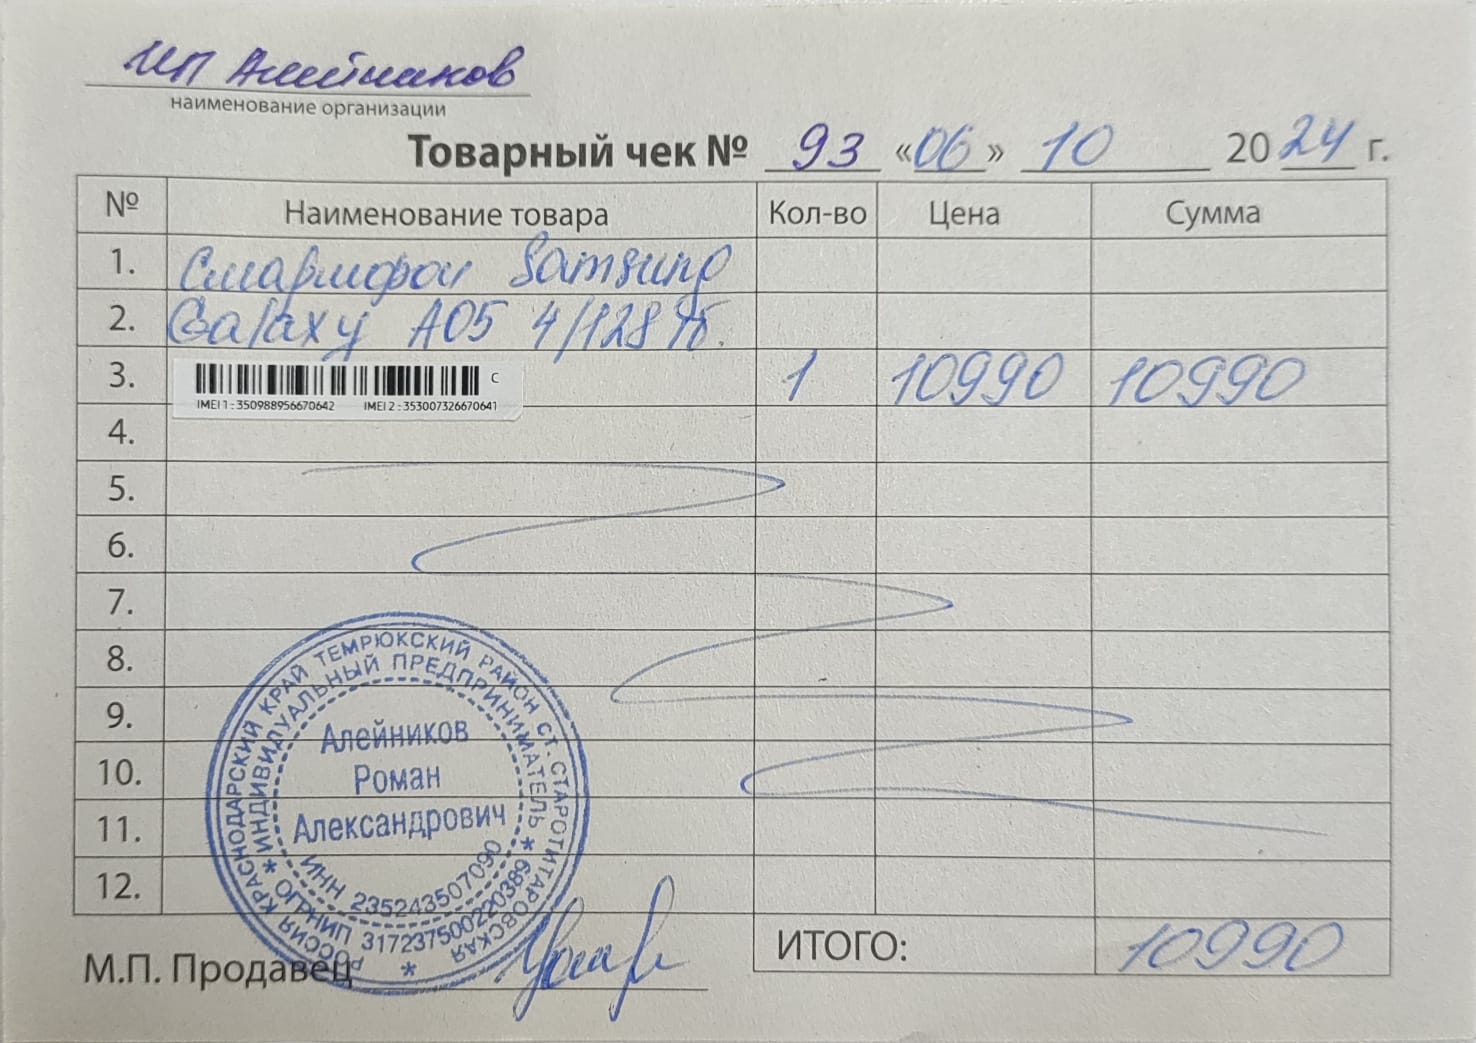 ИП Алейников
наименование организации
Товарный чек № 93 «06» 10 2024 г.
№ Наименование товара Кол-во Цена Сумма
1. Смартфон Samsung
2. Galaxy A05 4/128 Гб.
3. 1 10990 10990
C
IMEI 1 : 350988956670642 IMEI 2 : 353007326670641
4.
5.
6.
7.
8.
9.
10.
11.
12.
РОССИЯ КРАСНОДАРСКИЙ КРАЙ ТЕМРЮКСКИЙ РАЙОН СТ. СТАРОТИТАРОВСКАЯ *
* ИНДИВИДУАЛЬНЫЙ ПРЕДПРИНИМАТЕЛЬ *
Алейников
Роман
Александрович
ИНН 235243507090
ОГРНИП 317237500220389
ИТОГО: 10990
М.П. Продавец